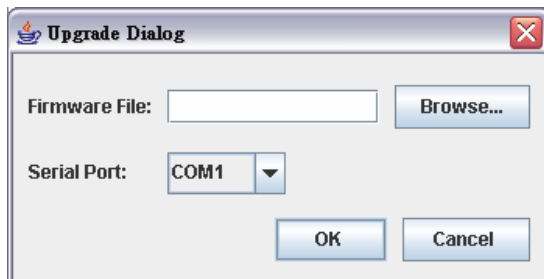 Upgrade Dialog
Firmware File: Browse...
Serial Port: COM1
OK Cancel